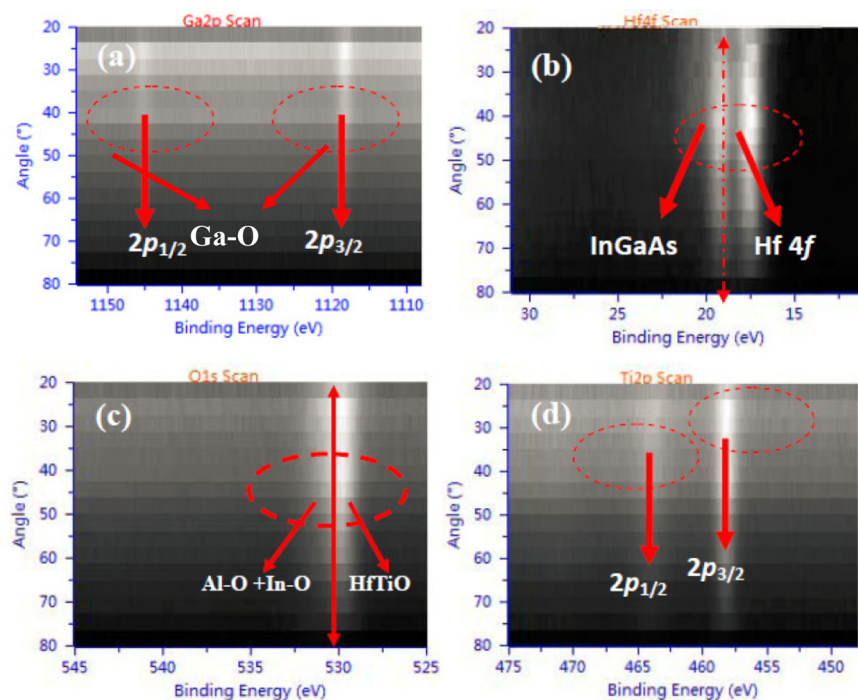 Ga2p Scan
(a)
20
30
40
50
60
70
80
Angle (°)
2p1/2
Ga-O
2p3/2
1150
1140
1130
1120
1110
Binding Energy (eV)
Hf4f Scan
(b)
20
30
40
50
60
70
80
Angle (°)
InGaAs
Hf 4f
30
25
20
15
Binding Energy (eV)
O1s Scan
(c)
20
30
40
50
60
70
80
Angle (°)
Al-O +In-O
HfTiO
545
540
535
530
525
Binding Energy (eV)
Ti2p Scan
(d)
20
30
40
50
60
70
80
Angle (°)
2p1/2
2p3/2
475
470
465
460
455
450
Binding Energy (eV)